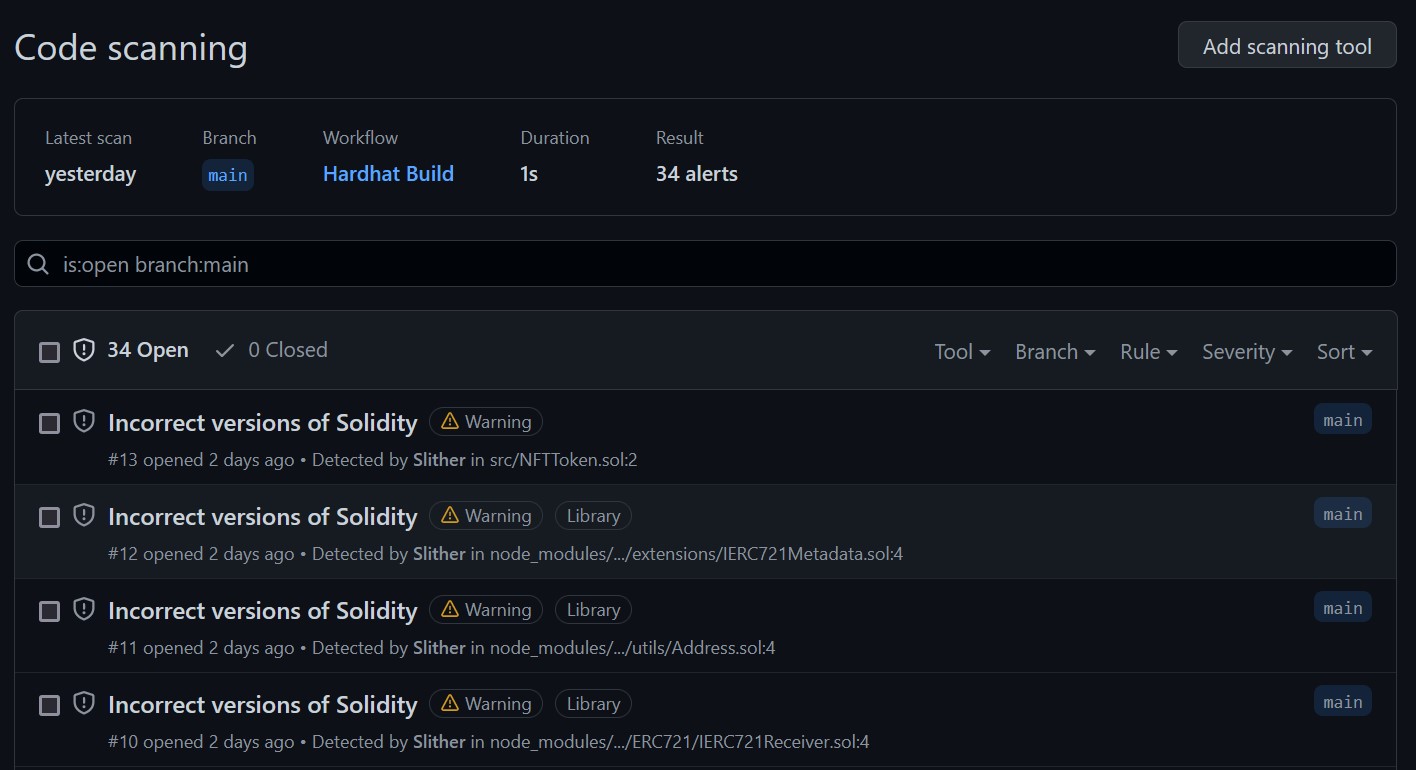 Code scanning
Add scanning tool
Latest scan Branch Workflow Duration Result
yesterday main Hardhat Build 1s 34 alerts
is:open branch:main
34 Open 0 Closed Tool Branch Rule Severity Sort
Incorrect versions of Solidity Warning main
#13 opened 2 days ago • Detected by Slither in src/NFTToken.sol:2
Incorrect versions of Solidity Warning Library main
#12 opened 2 days ago • Detected by Slither in node_modules/.../extensions/IERC721Metadata.sol:4
Incorrect versions of Solidity Warning Library main
#11 opened 2 days ago • Detected by Slither in node_modules/.../utils/Address.sol:4
Incorrect versions of Solidity Warning Library main
#10 opened 2 days ago • Detected by Slither in node_modules/.../ERC721/IERC721Receiver.sol:4